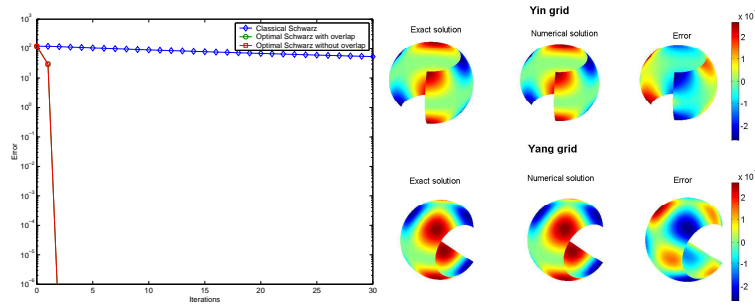 Classical Schwarz
Optimal Schwarz with overlap
Optimal Schwarz without overlap
10^3
10^2
10^1
10^0
10^-1
10^-2
10^-3
10^-4
10^-5
10^-6
Error
0 5 10 15 20 25 30
Iterations
Yin grid
Exact solution
Numerical solution
Error
x 10
2
1
0
-1
-2
Yang grid
Exact solution
Numerical solution
Error
x 10
2
1
0
-1
-2